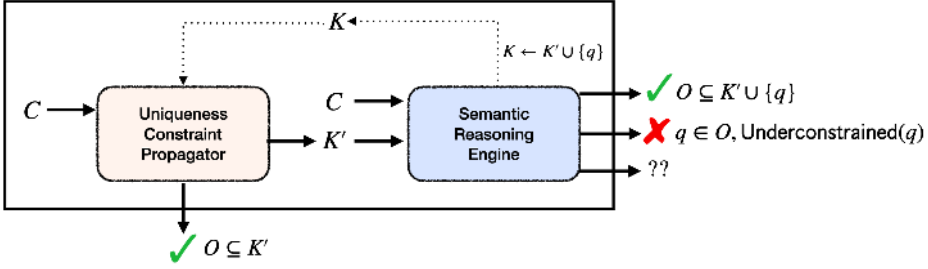 K
K ← K′ ∪ {q}
C
Uniqueness
Constraint
Propagator
K′
C
Semantic
Reasoning
Engine
✓ O ⊆ K′ ∪ {q}
✘ q ∈ O, Underconstrained(q)
??
✓ O ⊆ K′